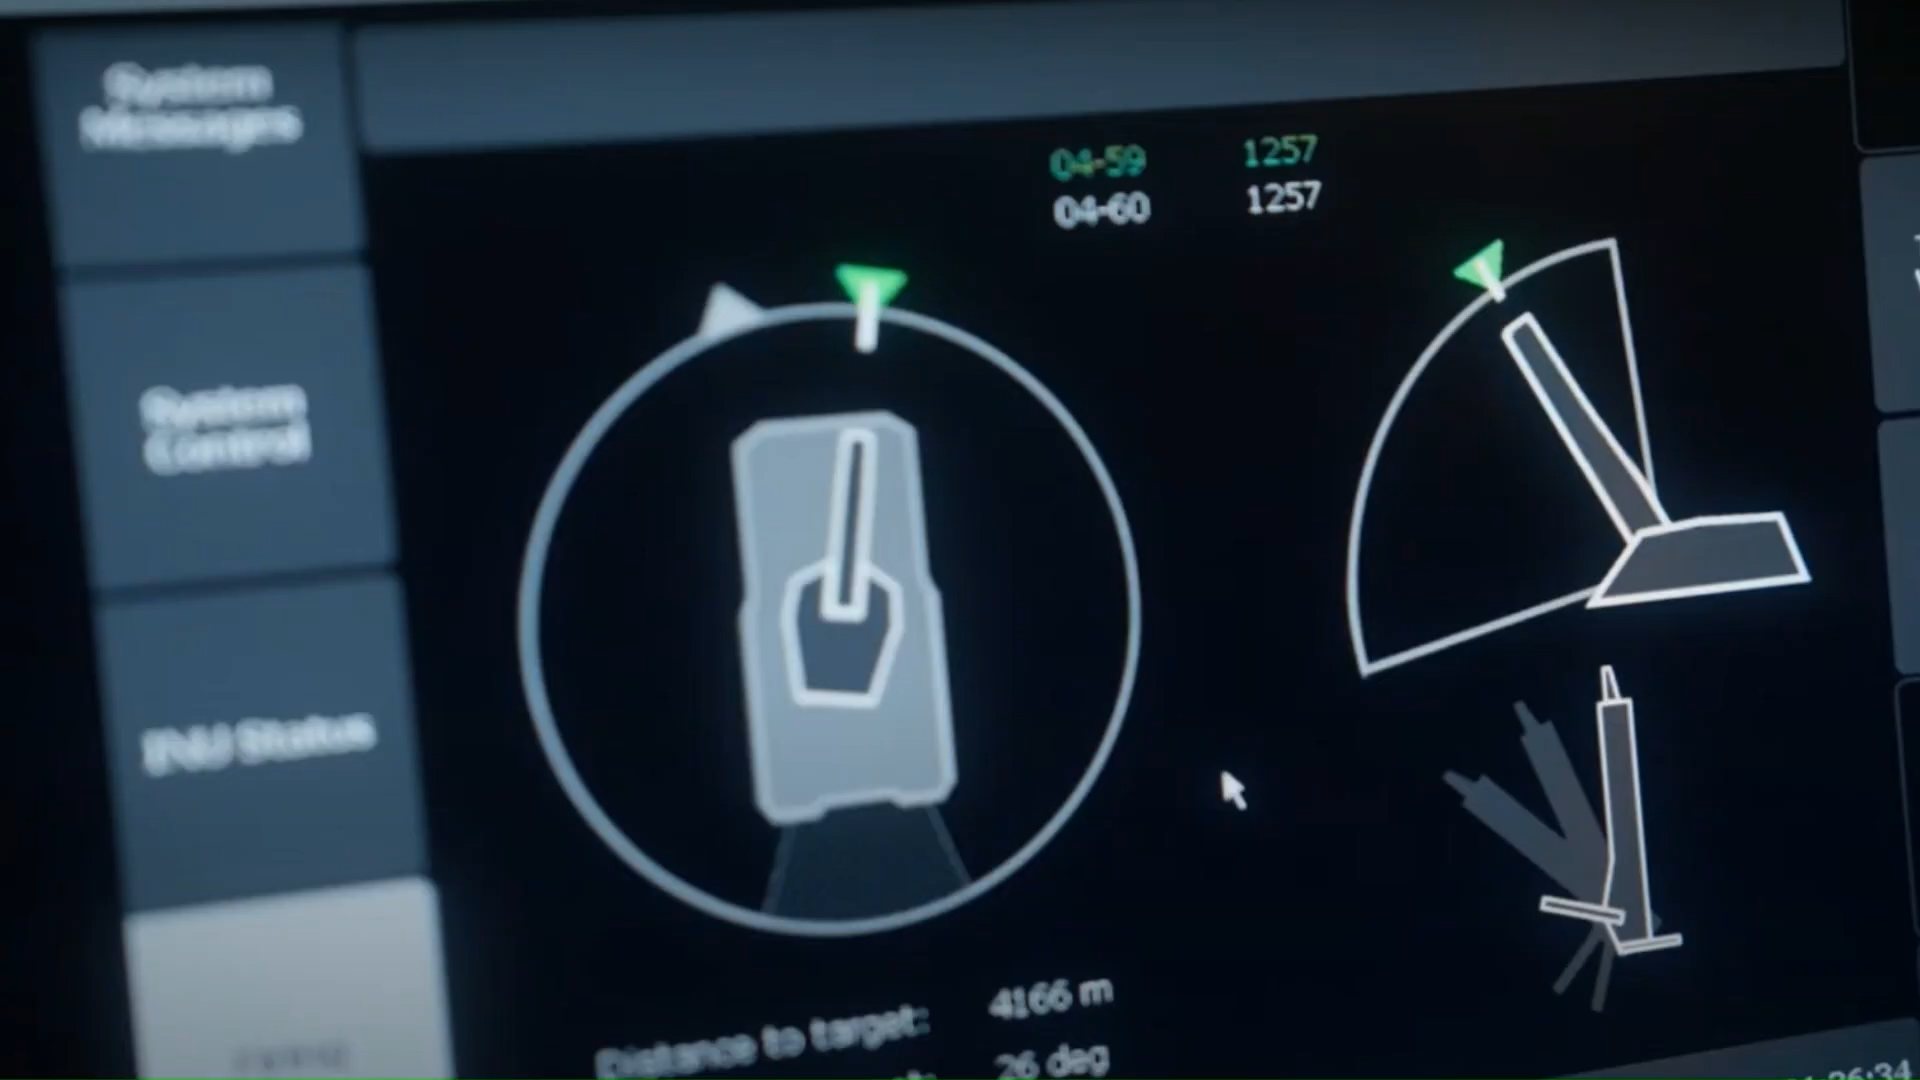 System
Messages
04-59 1257
04-60 1257
System
Control
INU Status
Distance to target: 4166 m
26 deg